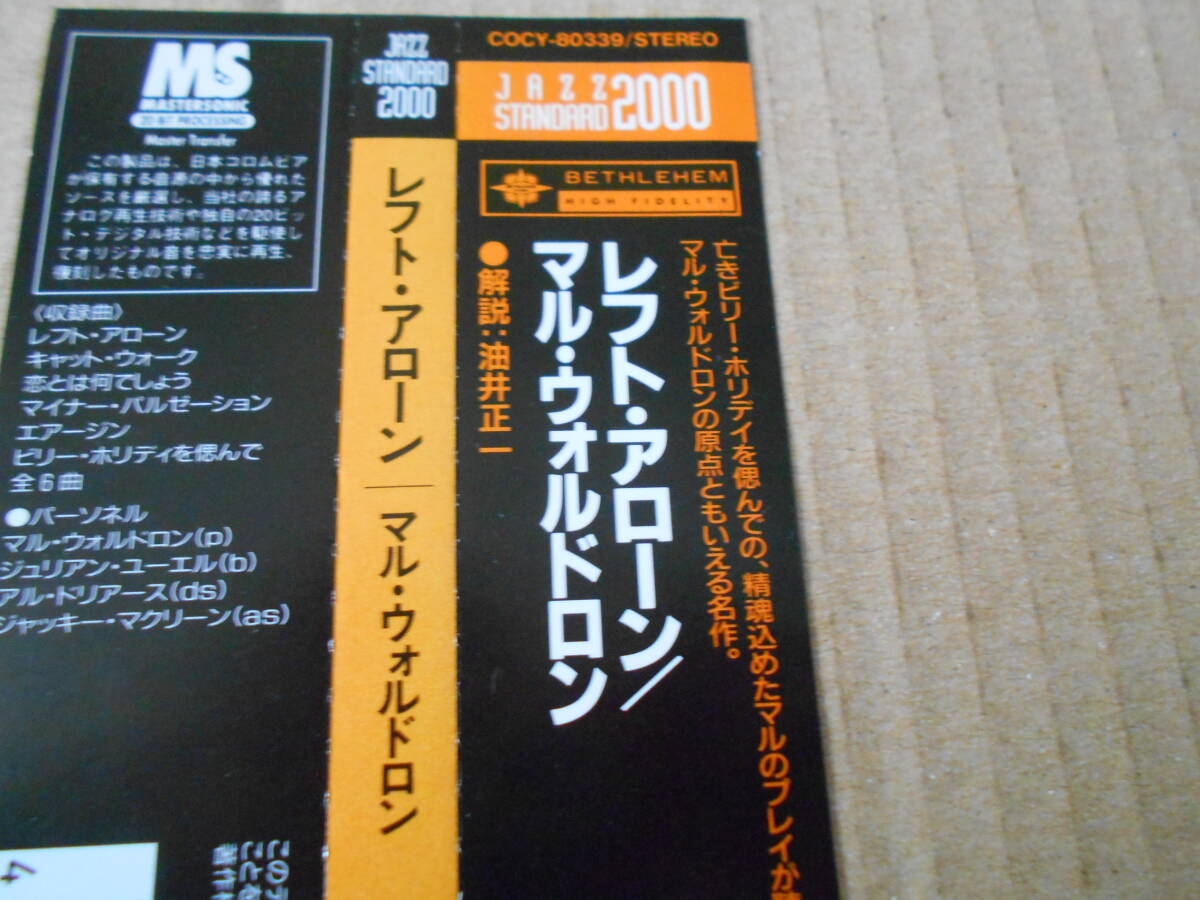 MS
MASTERSONIC
20-BIT PROCESSING
Master Transfer
この製品は、日本コロムビア
が保有する音源の中から優れた
ソースを厳選し、当社の誇るア
ナログ再生技術や独自の20ビッ
ト・デジタル技術などを駆使し
てオリジナル音を忠実に再生、
復刻したものです。
〈収録曲〉
レフト・アローン
キャット・ウォーク
恋とは何でしょう
マイナー・パルゼーション
エアージン
ビリー・ホリディを偲んで
全6曲
●パーソネル
マル・ウォルドロン(p)
ジュリアン・ユーエル(b)
アル・ドリアース(ds)
ジャッキー・マクリーン(as)
JAZZ
STANDARD
2000
レフト・アローン│マル・ウォルドロン
COCY-80339/STEREO
JAZZ
STANDARD 2000
BETHLEHEM
HIGH FIDELITY
亡きビリー・ホリデイを偲んでの、精魂込めたマルのプレイが
マル・ウォルドロンの原点ともいえる名作。
レフト・アローン/
マル・ウォルドロン
●解説：油井正一
この
こと
著作権
4